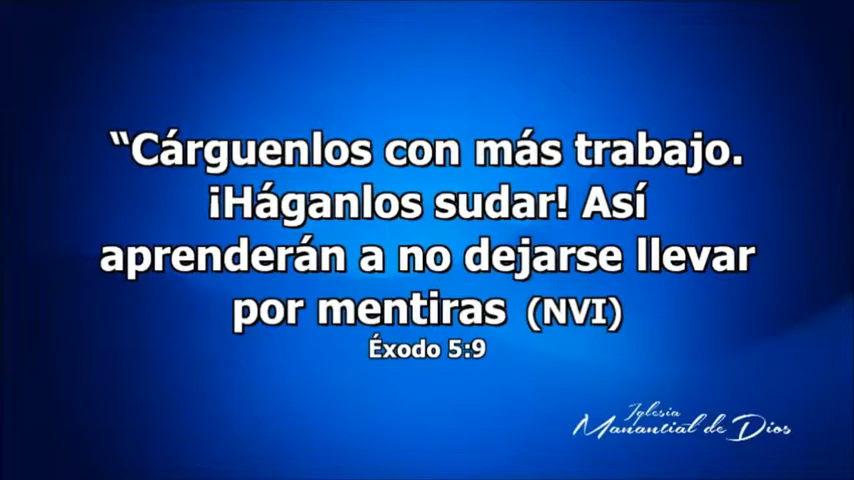 “Cárguenlos con más trabajo.
¡Háganlos sudar! Así
aprenderán a no dejarse llevar
por mentiras (NVI)
Éxodo 5:9
Iglesia
Manantial de Dios